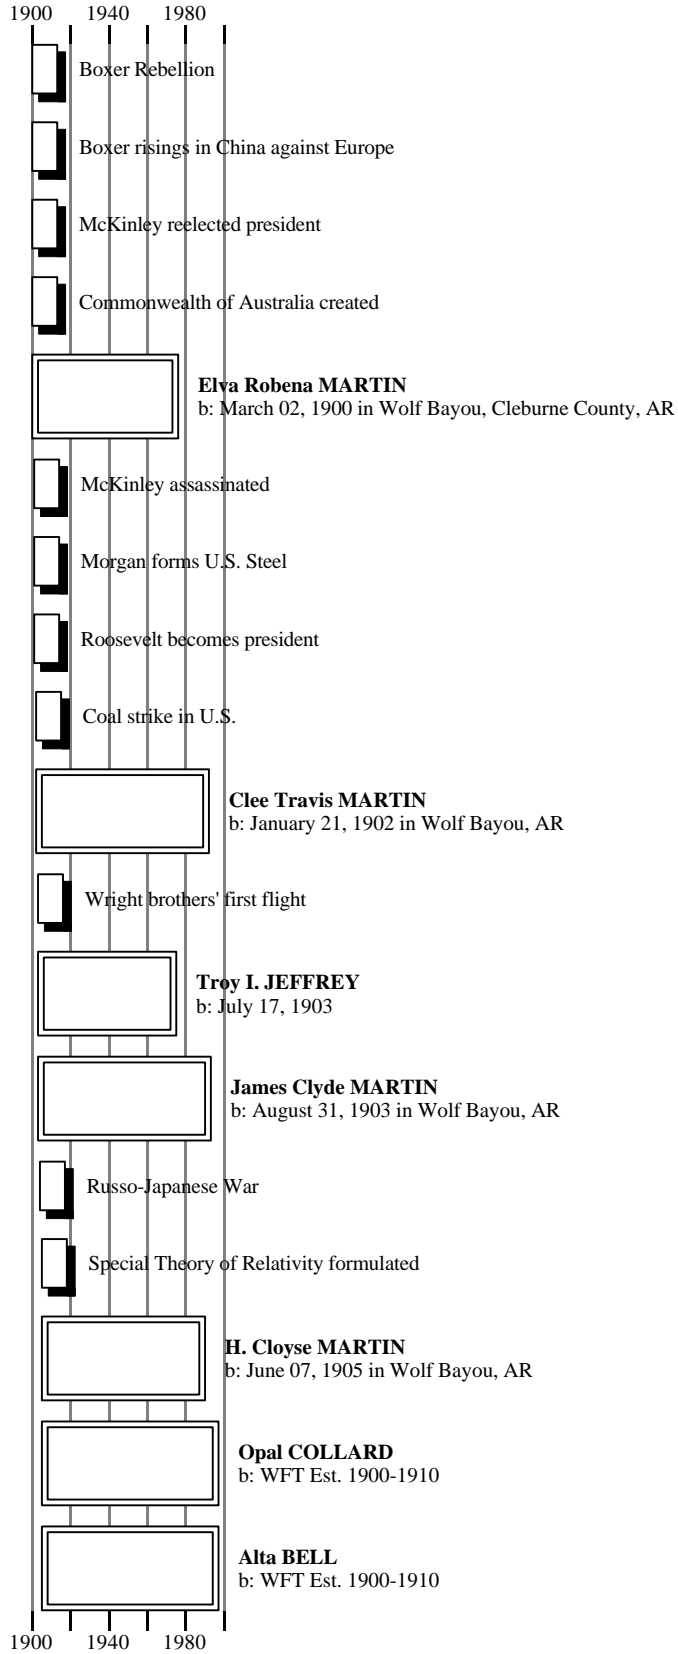 1900 1940 1980
Boxer Rebellion
Boxer risings in China against Europe
McKinley reelected president
Commonwealth of Australia created
Elva Robena MARTIN
b: March 02, 1900 in Wolf Bayou, Cleburne County, AR
McKinley assassinated
Morgan forms U.S. Steel
Roosevelt becomes president
Coal strike in U.S.
Clee Travis MARTIN
b: January 21, 1902 in Wolf Bayou, AR
Wright brothers' first flight
Troy I. JEFFREY
b: July 17, 1903
James Clyde MARTIN
b: August 31, 1903 in Wolf Bayou, AR
Russo-Japanese War
Special Theory of Relativity formulated
H. Cloyse MARTIN
b: June 07, 1905 in Wolf Bayou, AR
Opal COLLARD
b: WFT Est. 1900-1910
Alta BELL
b: WFT Est. 1900-1910
1900 1940 1980